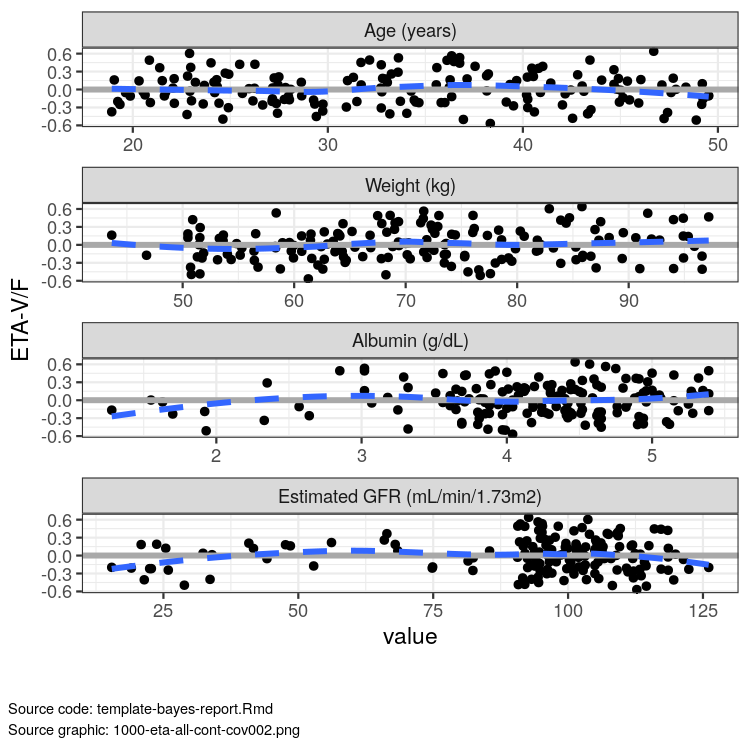 Age (years)
0.6
0.3
0.0
-0.3
-0.6
20 30 40 50
Weight (kg)
0.6
0.3
0.0
-0.3
-0.6
50 60 70 80 90
ETA-V/F
Albumin (g/dL)
0.6
0.3
0.0
-0.3
-0.6
2 3 4 5
Estimated GFR (mL/min/1.73m2)
0.6
0.3
0.0
-0.3
-0.6
25 50 75 100 125
value
Source code: template-bayes-report.Rmd
Source graphic: 1000-eta-all-cont-cov002.png